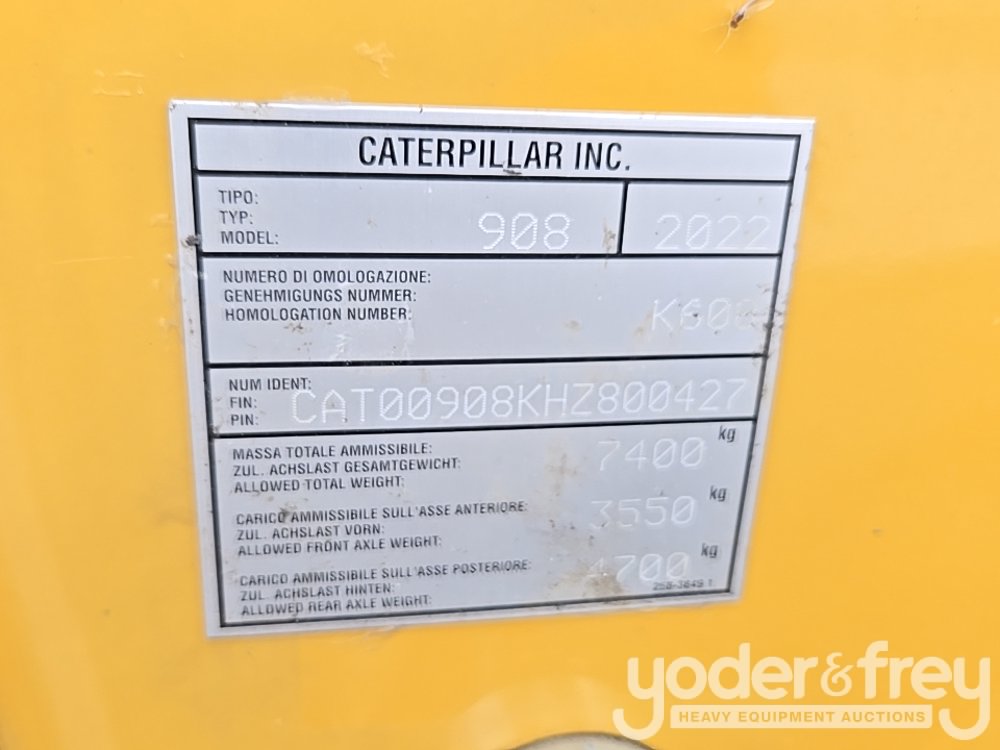 CATERPILLAR INC.
TIPO:
TYP:
MODEL: 908 2022
NUMERO DI OMOLOGAZIONE:
GENEHMIGUNGS NUMMER:
HOMOLOGATION NUMBER:
NUM IDENT:
FIN: CAT00908KHZ800427
PIN:
MASSA TOTALE AMMISSIBILE: 7400 kg
ZUL. ACHSLAST GESAMTGEWICHT:
ALLOWED TOTAL WEIGHT:
CARICO AMMISSIBILE SULL'ASSE ANTERIORE: 3550 kg
ZUL. ACHSLAST VORN:
ALLOWED FRONT AXLE WEIGHT:
CARICO AMMISSIBILE SULL'ASSE POSTERIORE: 4700 kg
ZUL. ACHSLAST HINTEN:
ALLOWED REAR AXLE WEIGHT:
yoder&frey
HEAVY EQUIPMENT AUCTIONS